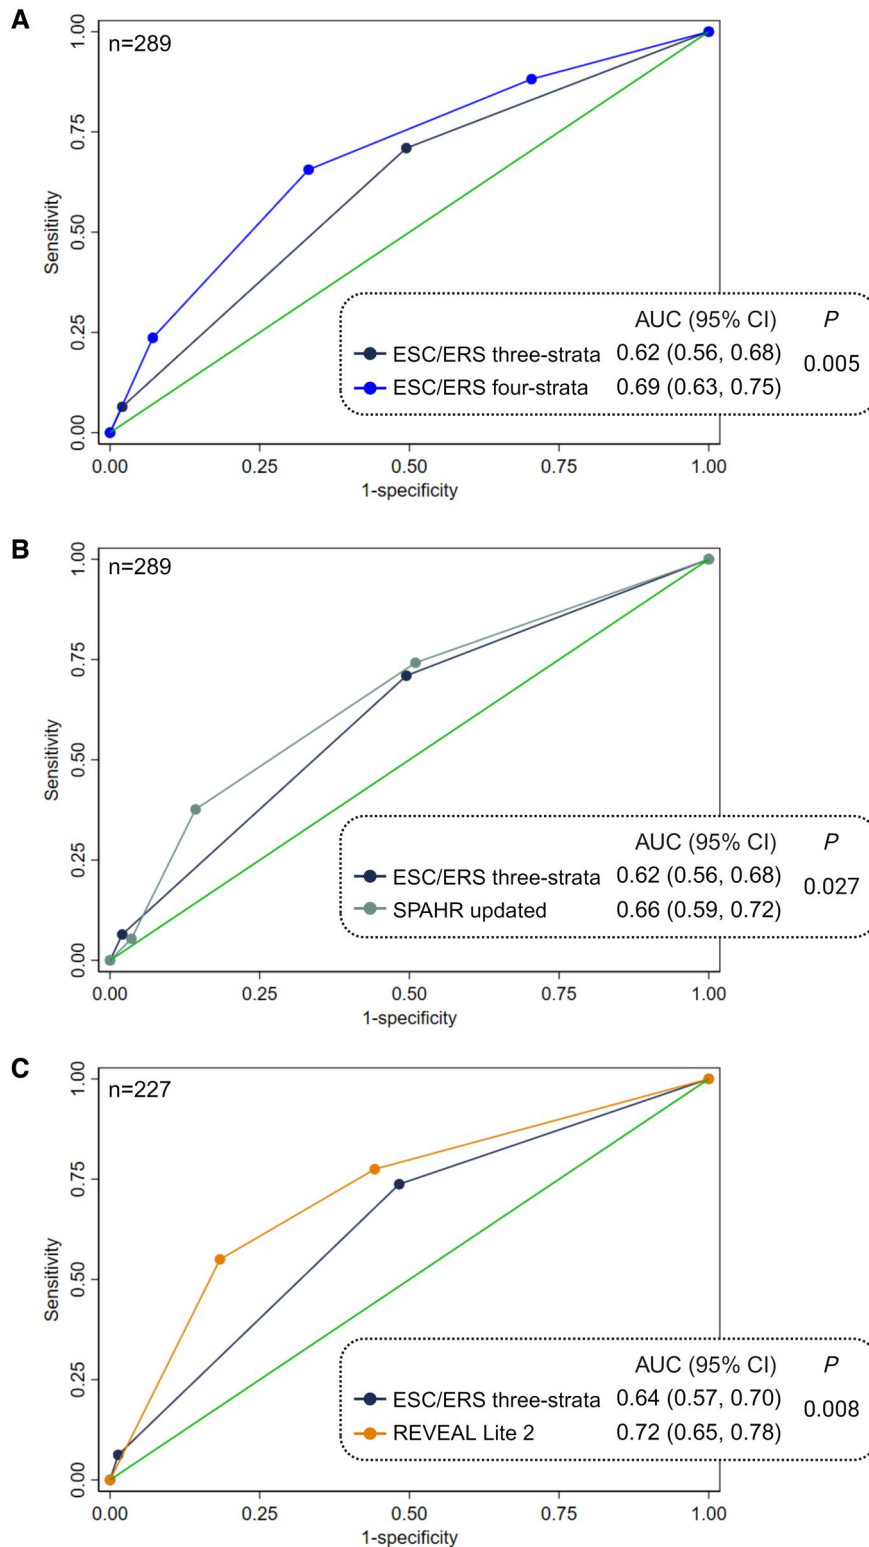 A
n=289
1.00
0.75
0.50
0.25
0.00
Sensitivity
AUC (95% CI) P
ESC/ERS three-strata 0.62 (0.56, 0.68)
0.005
ESC/ERS four-strata 0.69 (0.63, 0.75)
0.00 0.25 0.50 0.75 1.00
1-specificity
B
n=289
1.00
0.75
0.50
0.25
0.00
Sensitivity
AUC (95% CI) P
ESC/ERS three-strata 0.62 (0.56, 0.68)
0.027
SPAHR updated 0.66 (0.59, 0.72)
0.00 0.25 0.50 0.75 1.00
1-specificity
C
n=227
1.00
0.75
0.50
0.25
0.00
Sensitivity
AUC (95% CI) P
ESC/ERS three-strata 0.64 (0.57, 0.70)
0.008
REVEAL Lite 2 0.72 (0.65, 0.78)
0.00 0.25 0.50 0.75 1.00
1-specificity